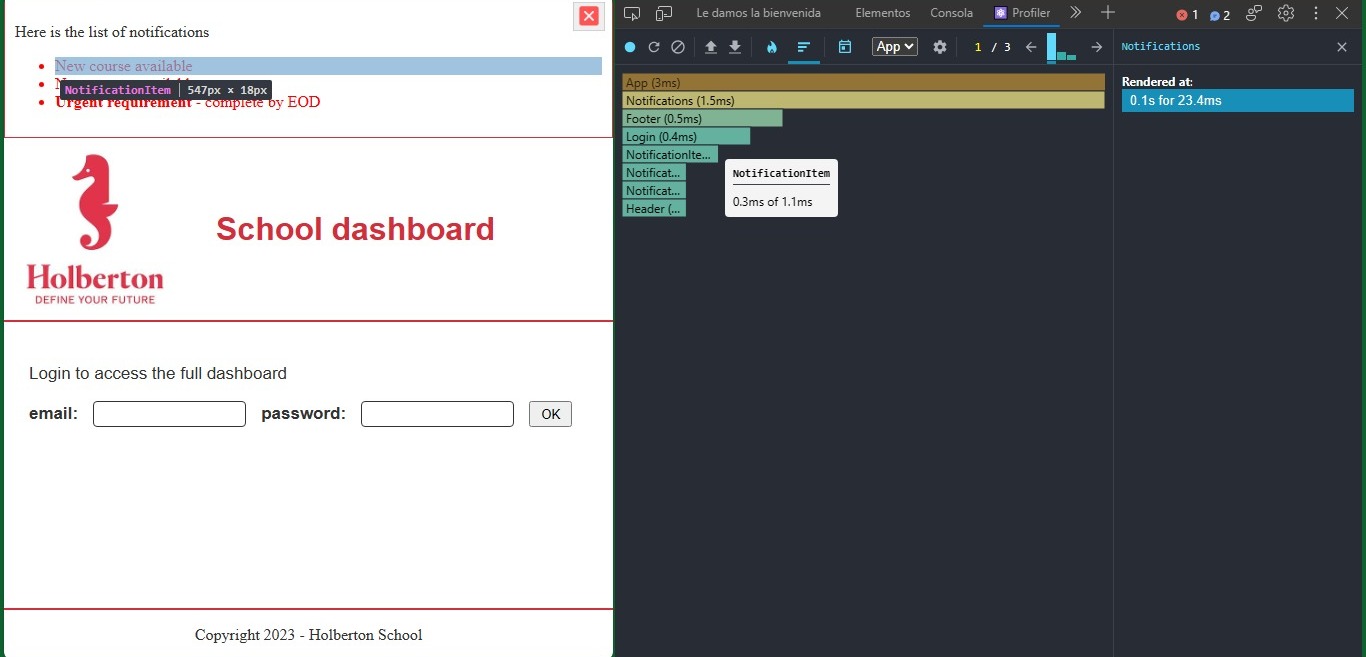 Here is the list of notifications
New course available
NotificationItem 547px × 18px
Urgent requirement - complete by EOD
Holberton
DEFINE YOUR FUTURE
School dashboard
Login to access the full dashboard
email: password: OK
Copyright 2023 - Holberton School
Le damos la bienvenida Elementos Consola Profiler 1 2
App 1 / 3 Notifications
App (3ms)
Notifications (1.5ms)
Footer (0.5ms)
Login (0.4ms)
NotificationIte...
Notificat...
Notificat...
Header (...
NotificationItem
0.3ms of 1.1ms
Rendered at:
0.1s for 23.4ms